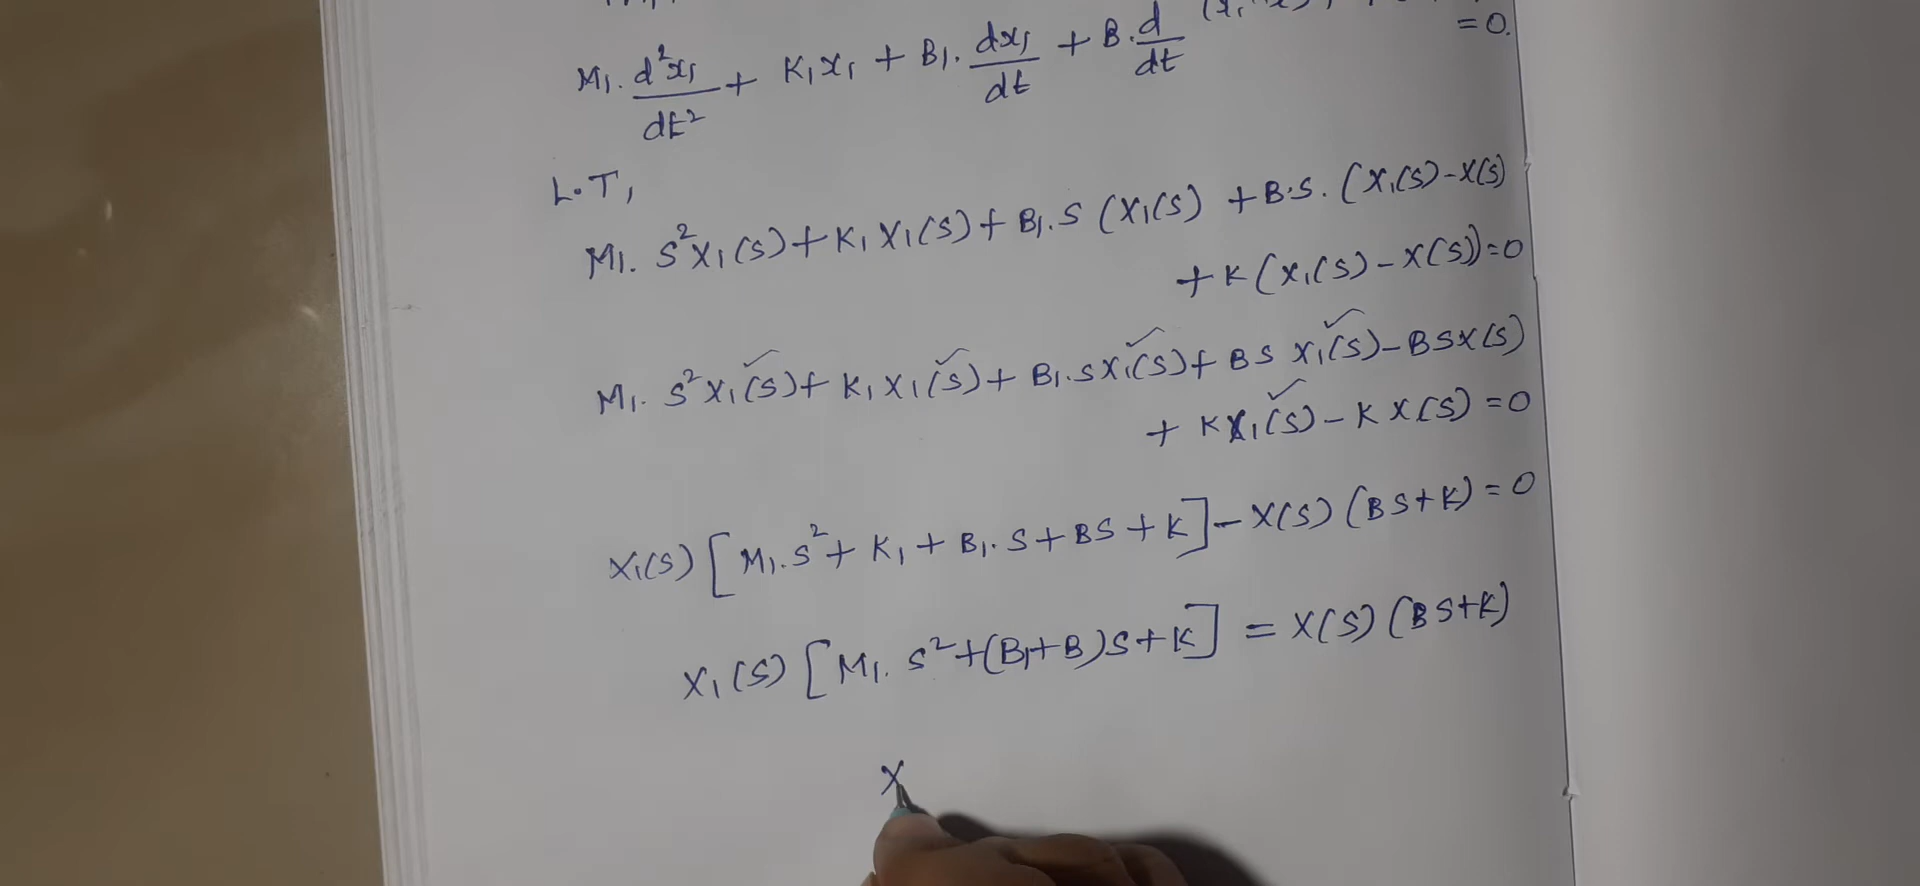 = 0.
M₁. d²x₁/dt² + K₁x₁ + B₁. dx₁/dt + B. d/dt
L.T,
M₁. S²X₁(S) + K₁X₁(S) + B₁.S (X₁(S) + B.S. (X₁(S) - X(S)
+ K (X₁(S) - X(S)) = 0
M₁. S²X₁(S) + K₁X₁(S) + B₁.SX₁(S) + BS X₁(S) - BSX(S)
+ KX₁(S) - K X(S) = 0
X₁(S) [M₁.S² + K₁ + B₁.S + BS + K] - X(S) (BS+K) = 0
X₁(S) [M₁. S² + (B₁+B)S + K] = X(S) (BS+K)
X